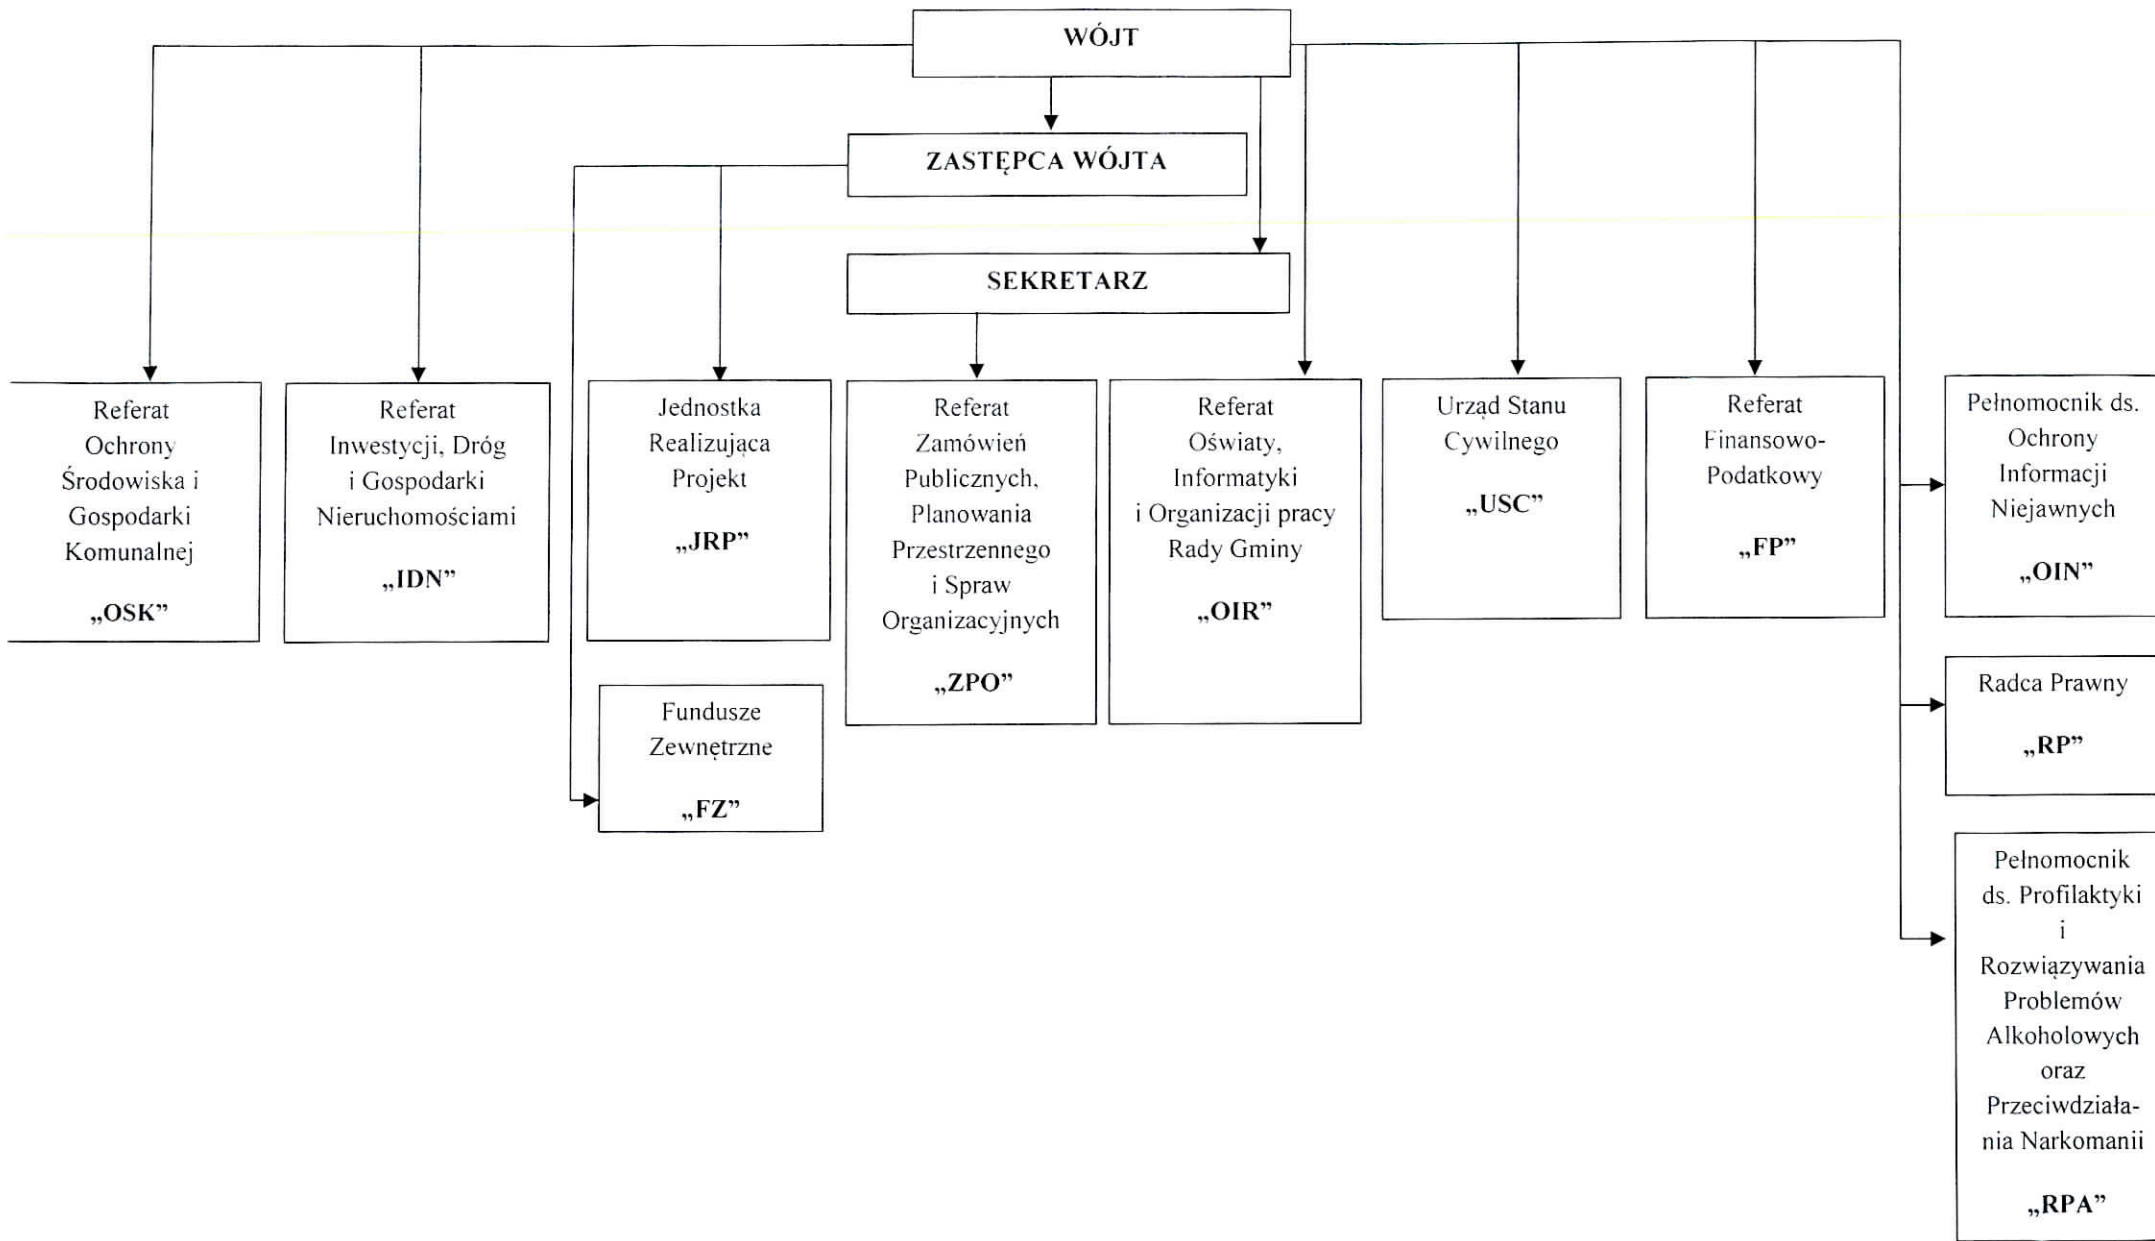 WÓJT
ZASTĘPCA WÓJTA
SEKRETARZ
Referat
Ochrony
Środowiska i
Gospodarki
Komunalnej
„OSK”
Referat
Inwestycji, Dróg
i Gospodarki
Nieruchomościami
„IDN”
Jednostka
Realizująca
Projekt
„JRP”
Fundusze
Zewnętrzne
„FZ”
Referat
Zamówień
Publicznych,
Planowania
Przestrzennego
i Spraw
Organizacyjnych
„ZPO”
Referat
Oświaty,
Informatyki
i Organizacji pracy
Rady Gminy
„OIR”
Urząd Stanu
Cywilnego
„USC”
Referat
Finansowo-
Podatkowy
„FP”
Pełnomocnik ds.
Ochrony
Informacji
Niejawnych
„OIN”
Radca Prawny
„RP”
Pełnomocnik
ds. Profilaktyki
i
Rozwiązywania
Problemów
Alkoholowych
oraz
Przeciwdziała-
nia Narkomanii
„RPA”